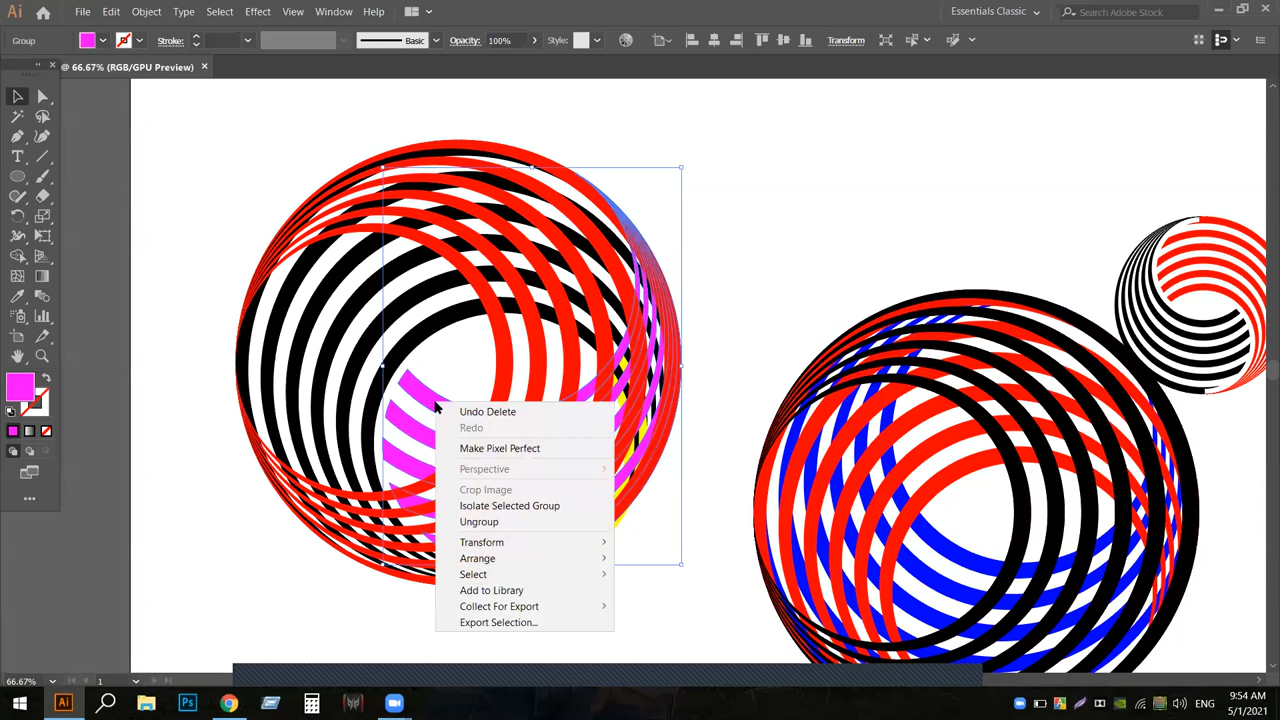 Ai File Edit Object Type Select Effect View Window Help Essentials Classic Search Adobe Stock
Group Stroke: Basic Opacity: 100% Style: Transform
@ 66.67% (RGB/GPU Preview)
Undo Delete
Redo
Make Pixel Perfect
Perspective
Crop Image
Isolate Selected Group
Ungroup
Transform
Arrange
Select
Add to Library
Collect For Export
Export Selection...
66.67% 1
Ai Ps ENG 9:54 AM
5/1/2021